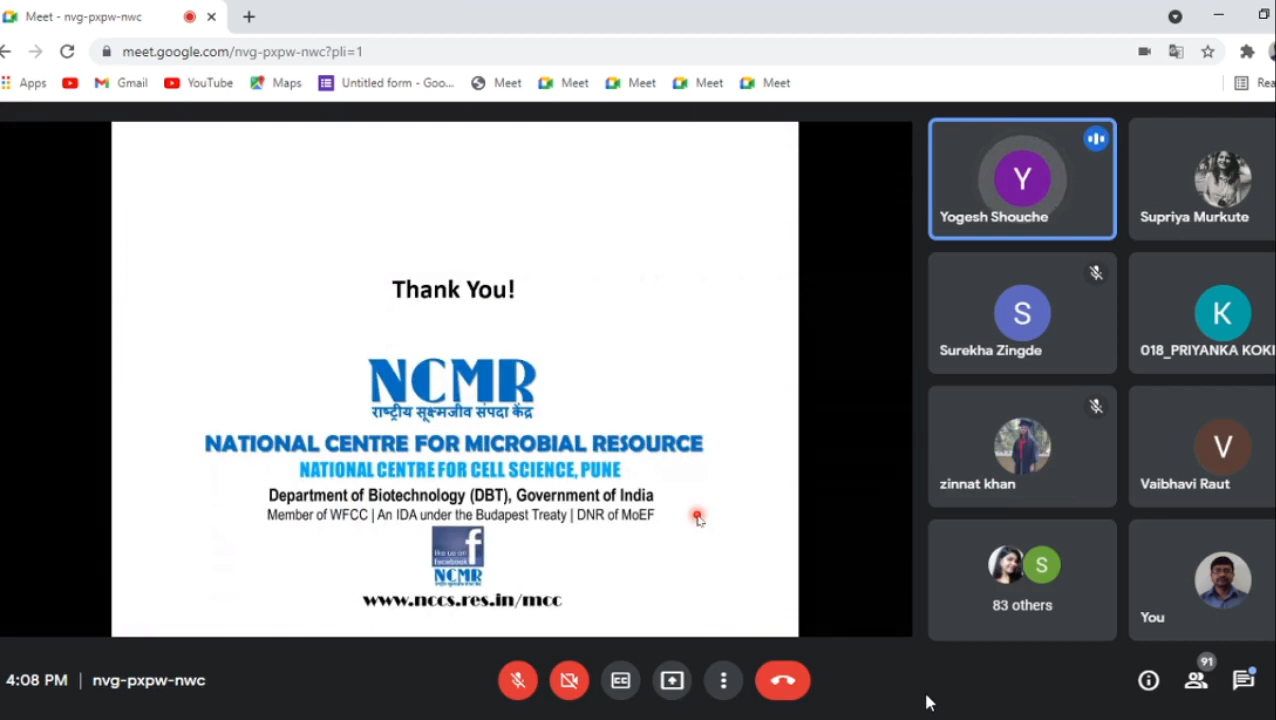 Meet - nvg-pxpw-nwc
meet.google.com/nvg-pxpw-nwc?pli=1
Apps
Gmail
YouTube
Maps
Untitled form - Goo...
Meet
Meet
Meet
Meet
Meet
Thank You!
NCMR
राष्ट्रीय सूक्ष्मजीव संपदा केंद्र
NATIONAL CENTRE FOR MICROBIAL RESOURCE
NATIONAL CENTRE FOR CELL SCIENCE, PUNE
Department of Biotechnology (DBT), Government of India
Member of WFCC | An IDA under the Budapest Treaty | DNR of MoEF
like us on
facebook
f
NCMR
www.nccs.res.in/mcc
Y
Yogesh Shouche
Supriya Murkute
S
Surekha Zingde
K
018_PRIYANKA KOKI
zinnat khan
V
Vaibhavi Raut
S
83 others
You
4:08 PM | nvg-pxpw-nwc
91